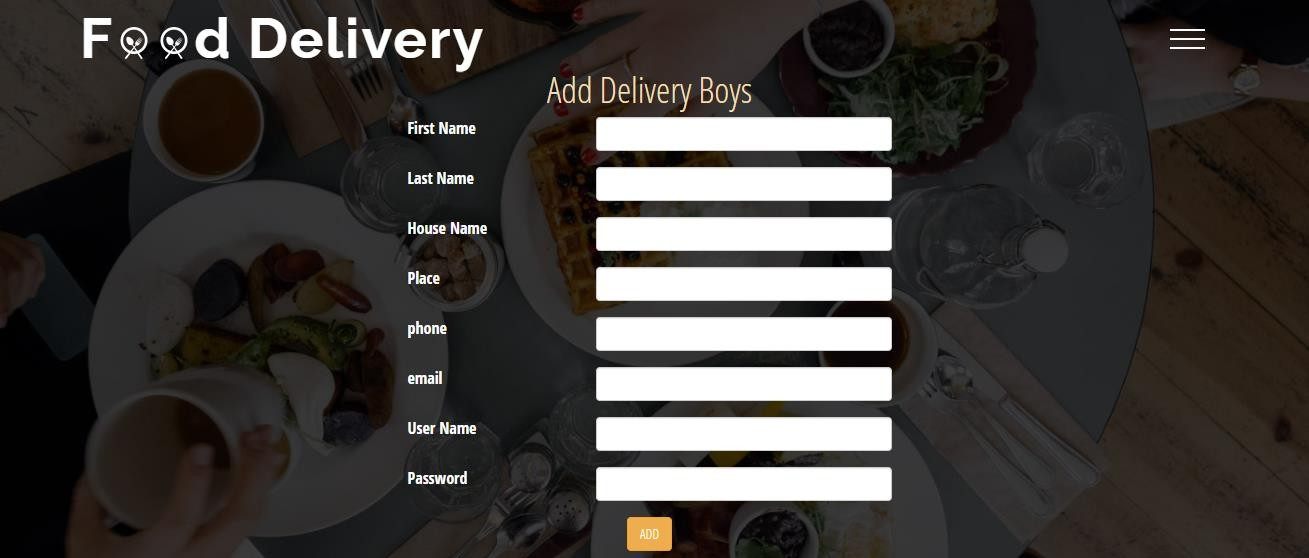 Food Delivery
Add Delivery Boys
First Name
Last Name
House Name
Place
phone
email
User Name
Password
ADD